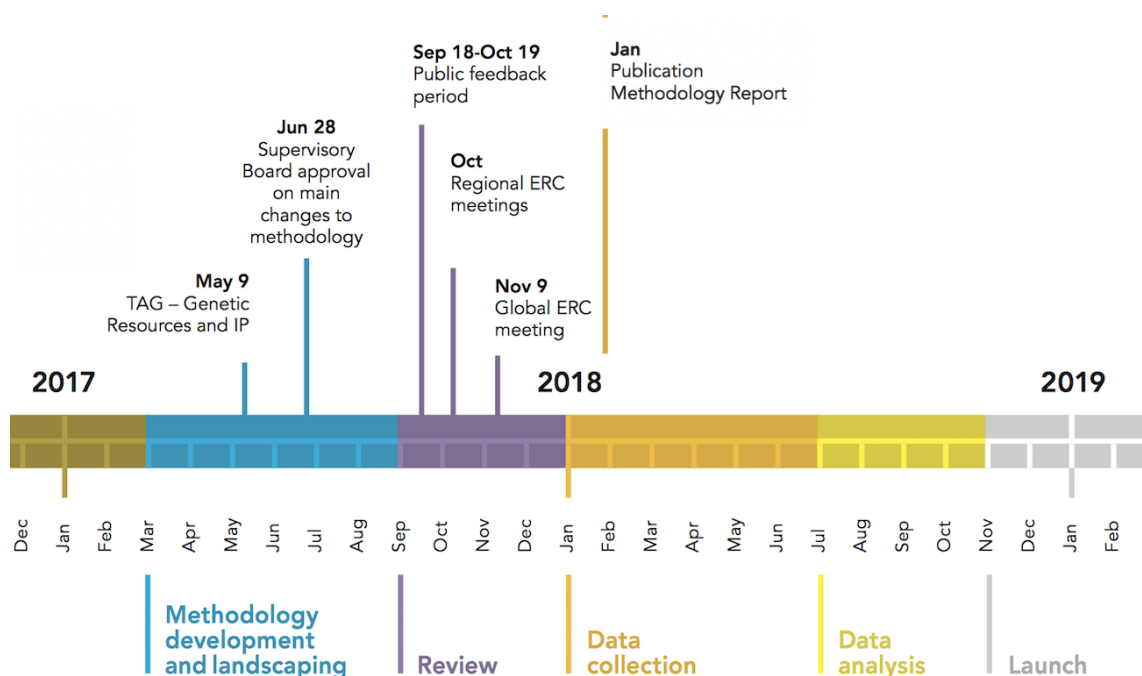 Sep 18-Oct 19
Public feedback
period
Jan
Publication
Methodology Report
Jun 28
Supervisory
Board approval
on main
changes to
methodology
Oct
Regional ERC
meetings
May 9
TAG – Genetic
Resources and IP
Nov 9
Global ERC
meeting
2017
2018
2019
Dec
Jan
Feb
Mar
Apr
May
Jun
Jul
Aug
Sep
Oct
Nov
Dec
Jan
Feb
Mar
Apr
May
Jun
Jul
Aug
Sep
Oct
Nov
Dec
Jan
Feb
Methodology
development
and landscaping
Review
Data
collection
Data
analysis
Launch